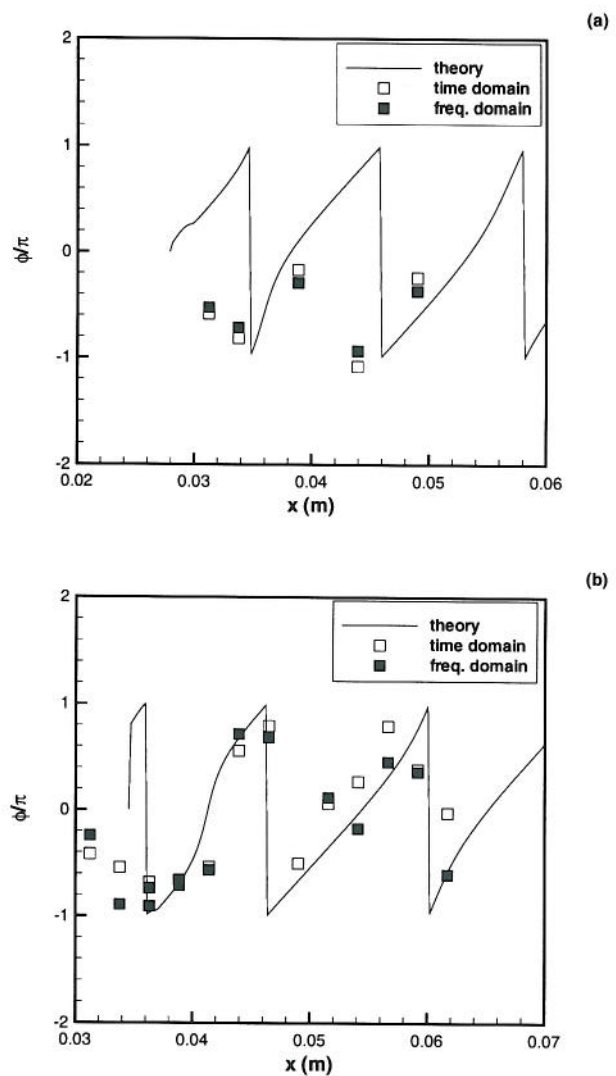 (a)
2
theory
time domain
freq. domain
1
0
ϕ/π
-1
-2
0.02
0.03
0.04
0.05
0.06
x (m)
(b)
2
theory
time domain
freq. domain
1
0
ϕ/π
-1
-2
0.03
0.04
0.05
0.06
0.07
x (m)